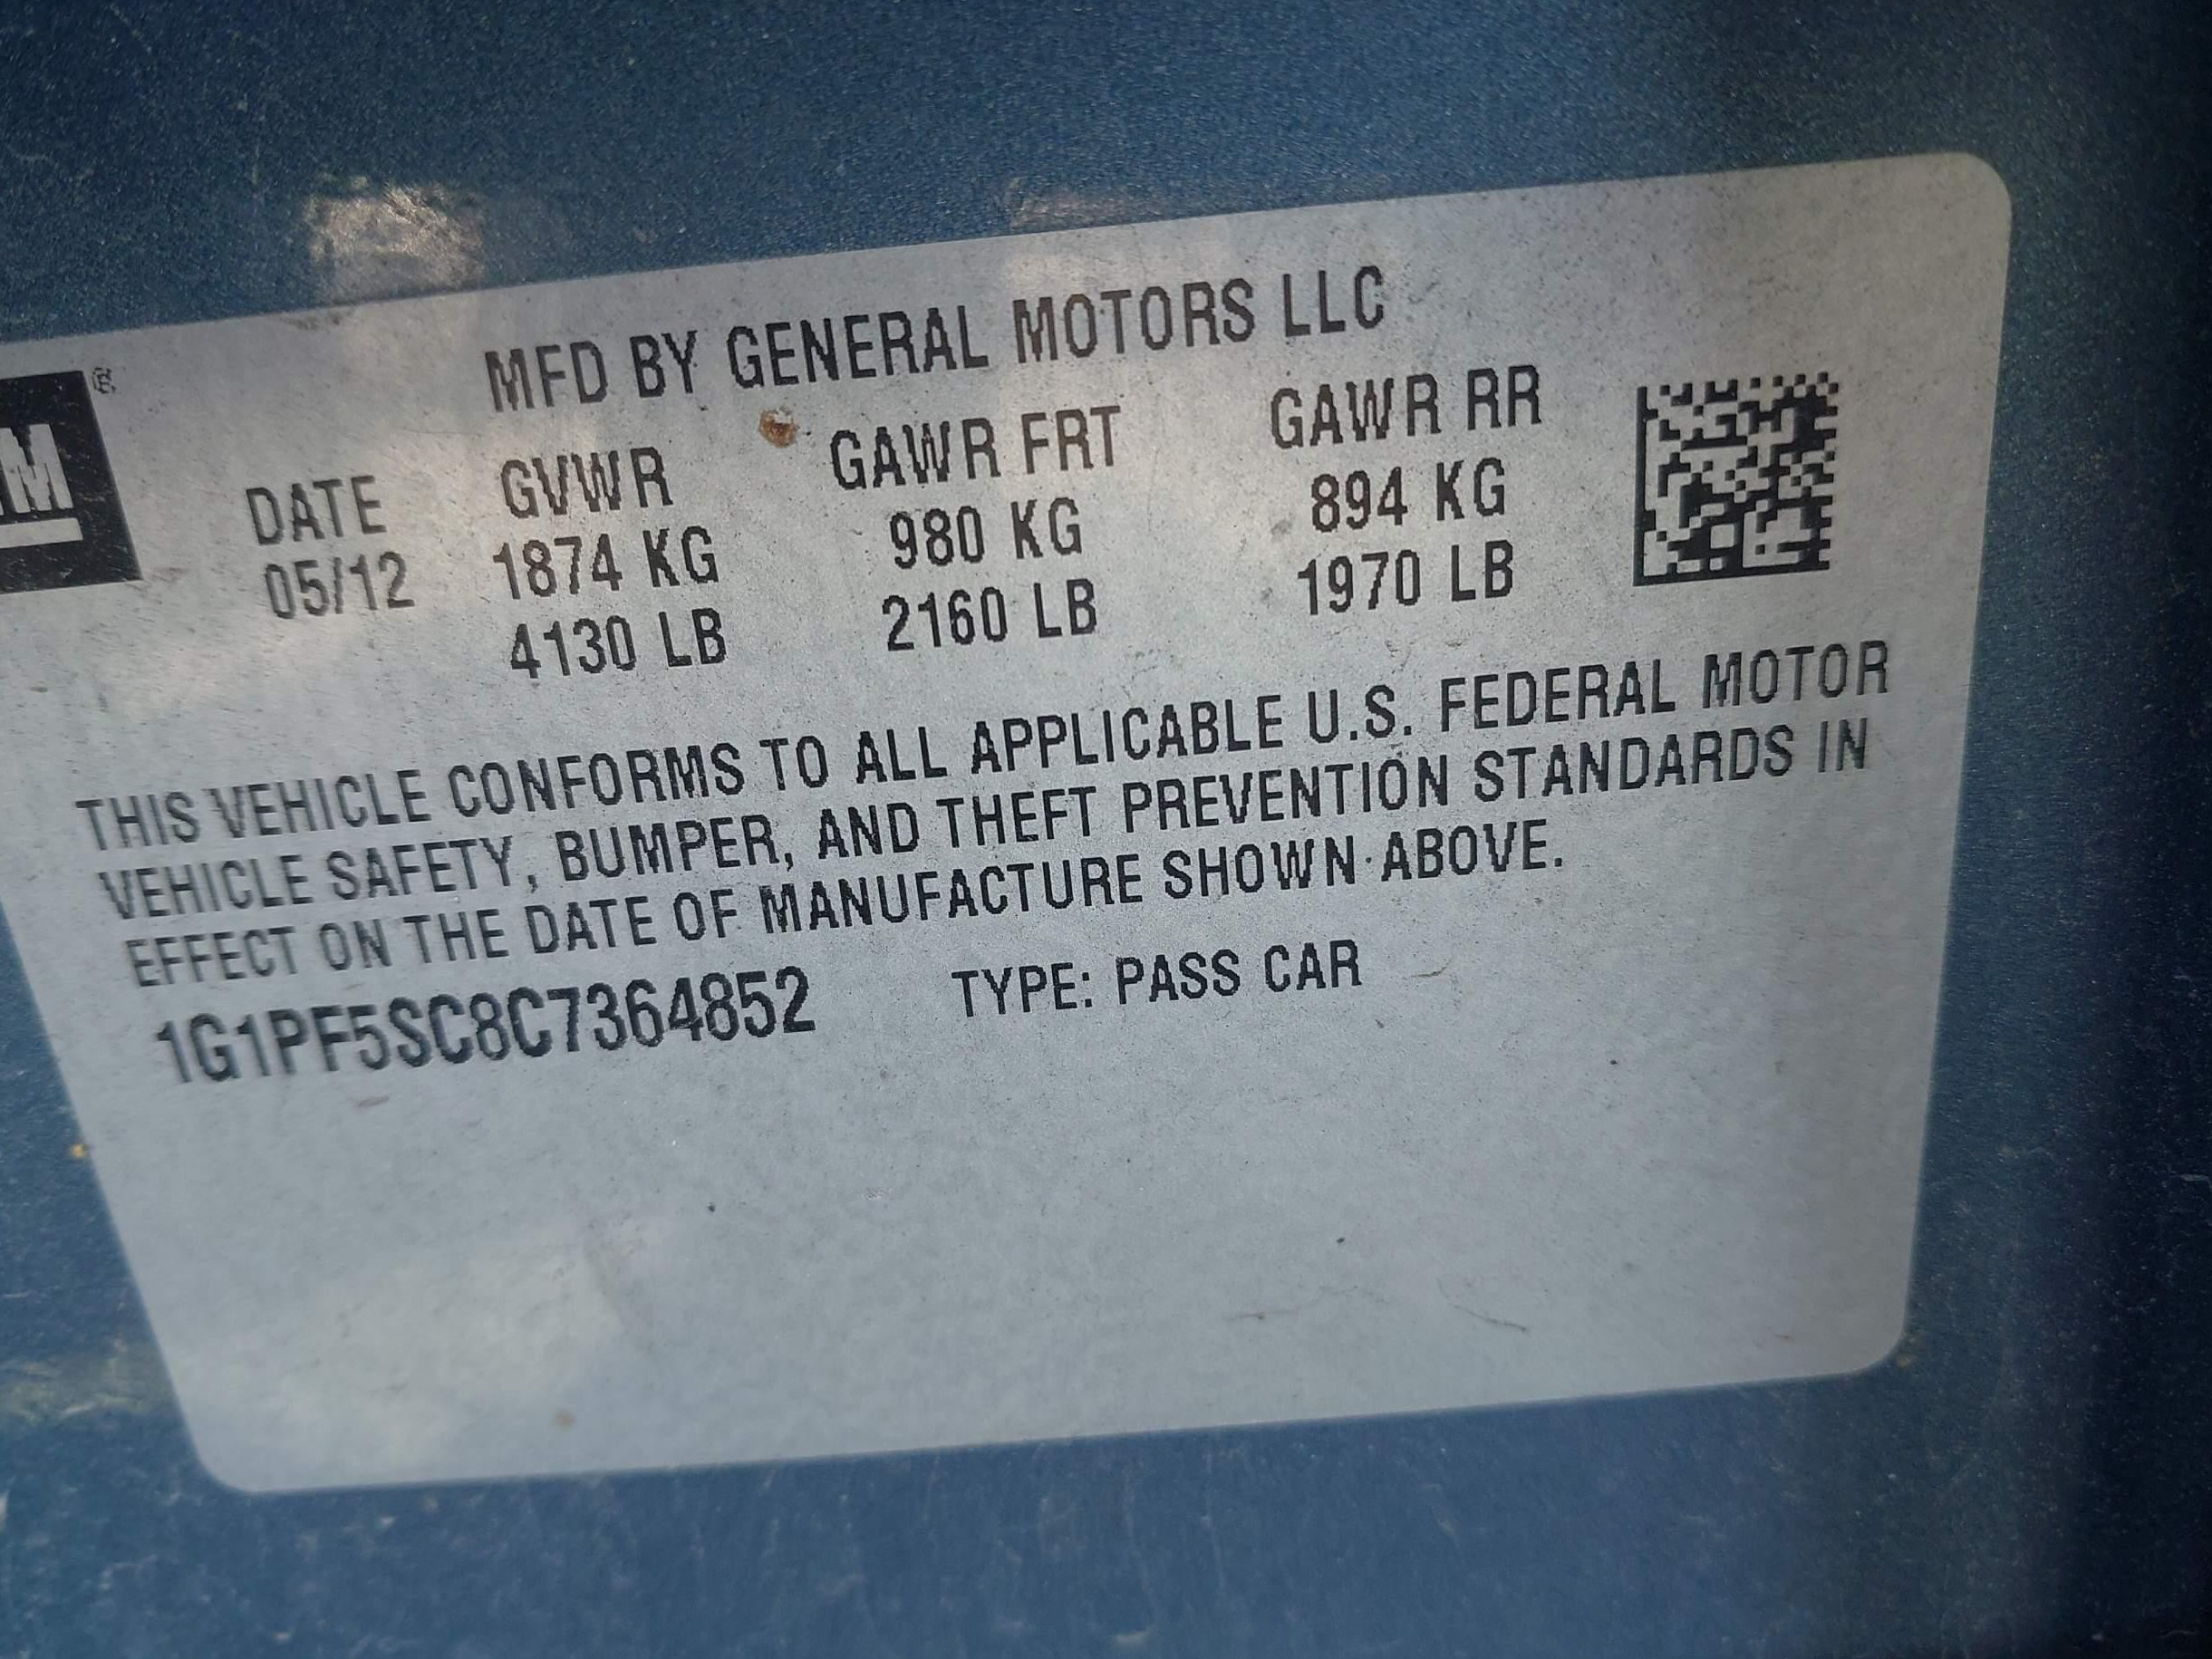 MFD BY GENERAL MOTORS LLC
DATE GVWR GAWR FRT GAWR RR
05/12 1874 KG 980 KG 894 KG
4130 LB 2160 LB 1970 LB
THIS VEHICLE CONFORMS TO ALL APPLICABLE U.S. FEDERAL MOTOR
VEHICLE SAFETY, BUMPER, AND THEFT PREVENTION STANDARDS IN
EFFECT ON THE DATE OF MANUFACTURE SHOWN ABOVE.
1G1PF5SC8C7364852 TYPE: PASS CAR